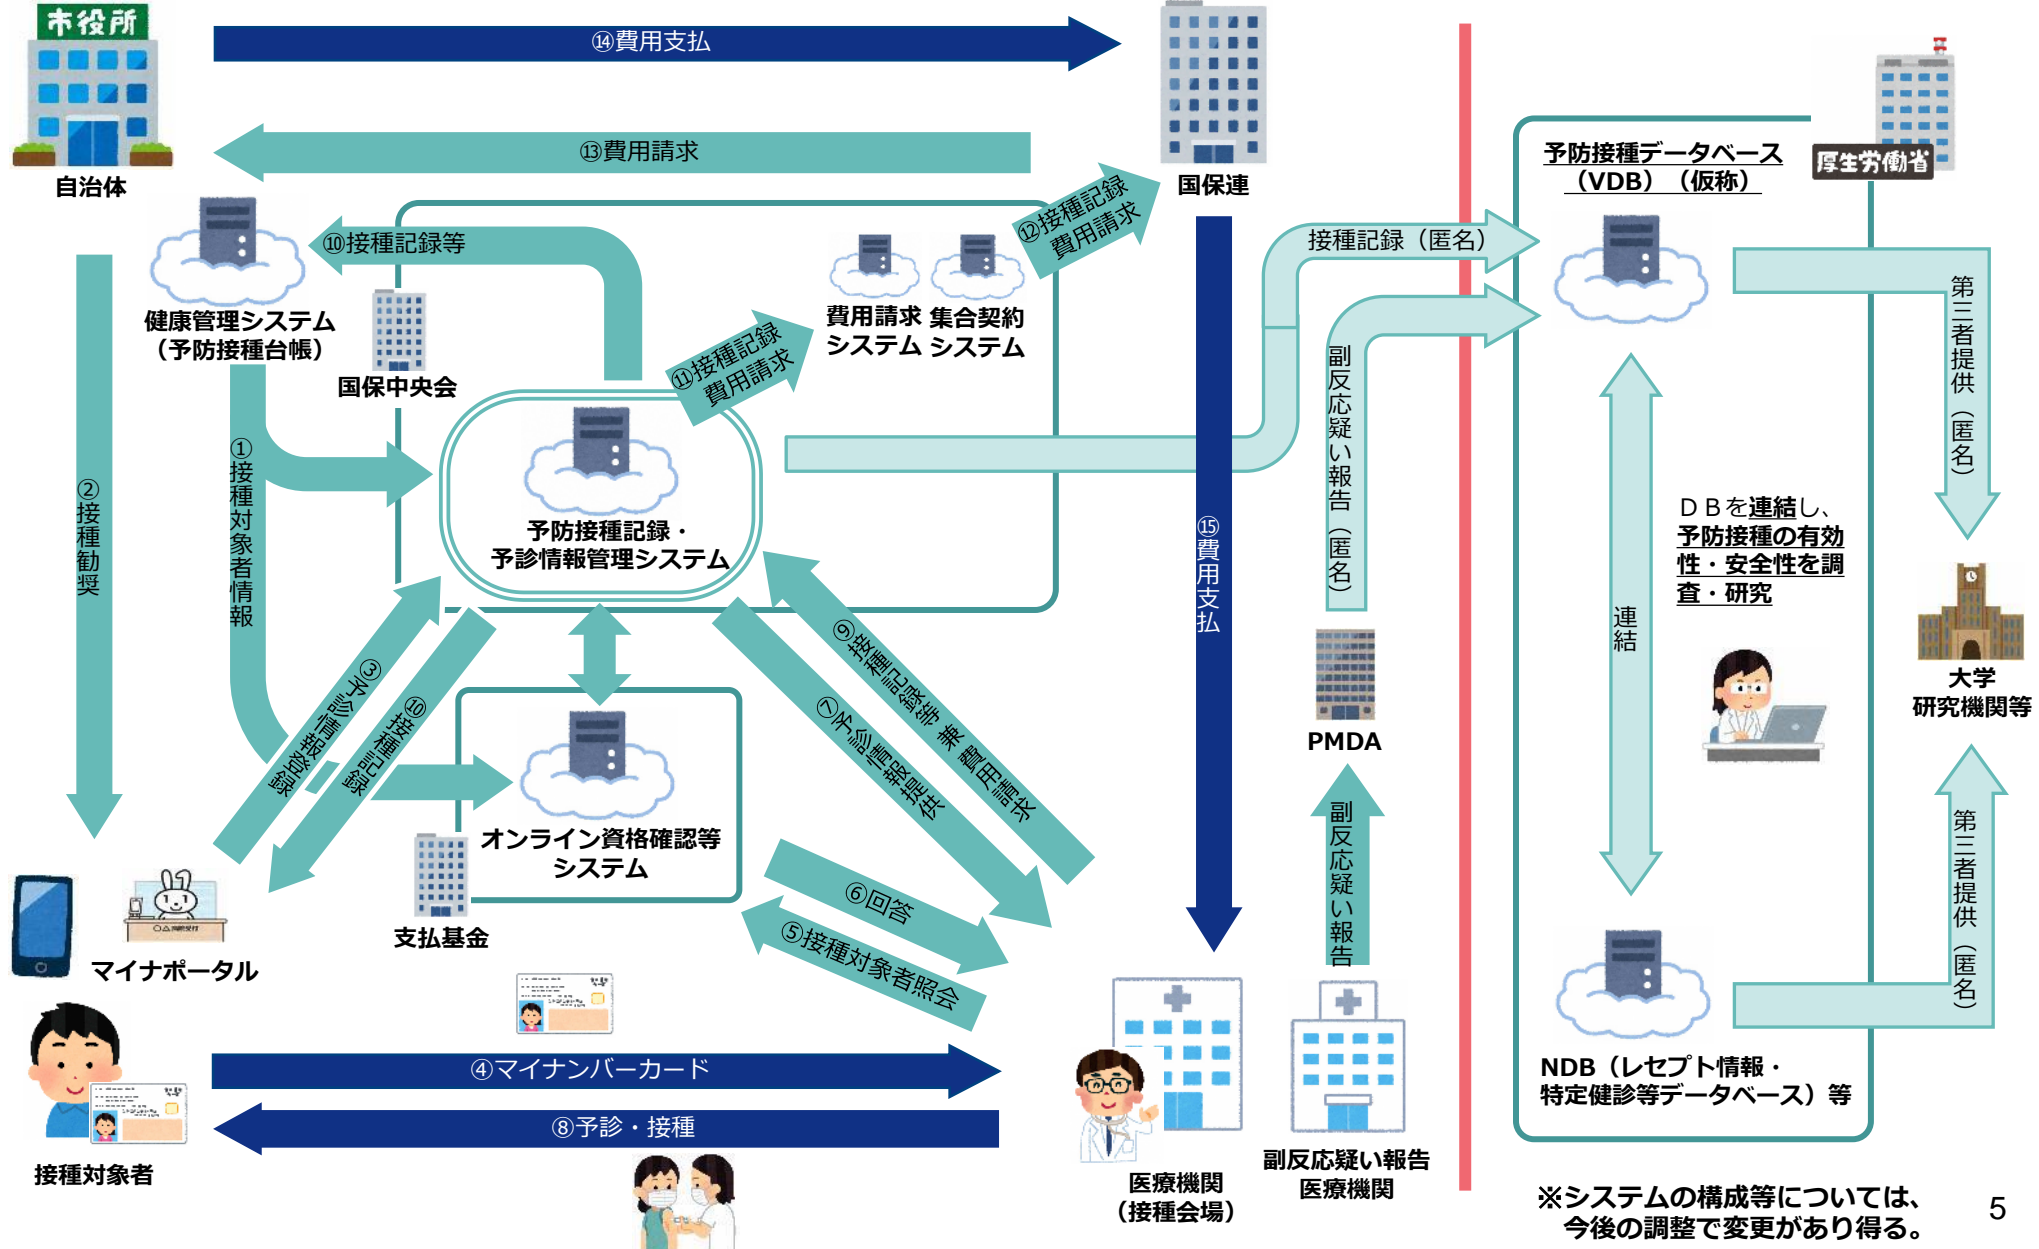 市役所
自治体
⑭費用支払
⑬費用請求
国保連
健康管理システム
（予防接種台帳）
⑩接種記録等
国保中央会
⑪接種記録
費用請求
費用請求
システム
集合契約
システム
⑫接種記録
費用請求
①接種対象者情報
②接種勧奨
予防接種記録・
予診情報管理システム
③予診情報登録
⑩接種記録
オンライン資格確認等
システム
支払基金
⑦予診情報提供
⑨接種記録等 兼 費用請求
⑥回答
⑤接種対象者照会
⑮費用支払
マイナポータル
④マイナンバーカード
⑧予診・接種
接種対象者
医療機関
（接種会場）
副反応疑い報告
医療機関
副反応疑い報告
PMDA
副反応疑い報告（匿名）
接種記録（匿名）
厚生労働省
予防接種データベース
（VDB）（仮称）
第三者提供（匿名）
連結
ＤＢを連結し、
予防接種の有効
性・安全性を調
査・研究
大学
研究機関等
第三者提供（匿名）
NDB（レセプト情報・
特定健診等データベース）等
※システムの構成等については、
今後の調整で変更があり得る。
5